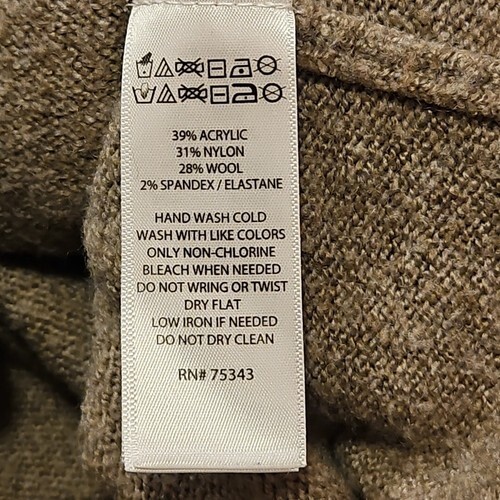 39% ACRYLIC
31% NYLON
28% WOOL
2% SPANDEX / ELASTANE
HAND WASH COLD
WASH WITH LIKE COLORS
ONLY NON-CHLORINE
BLEACH WHEN NEEDED
DO NOT WRING OR TWIST
DRY FLAT
LOW IRON IF NEEDED
DO NOT DRY CLEAN
RN# 75343